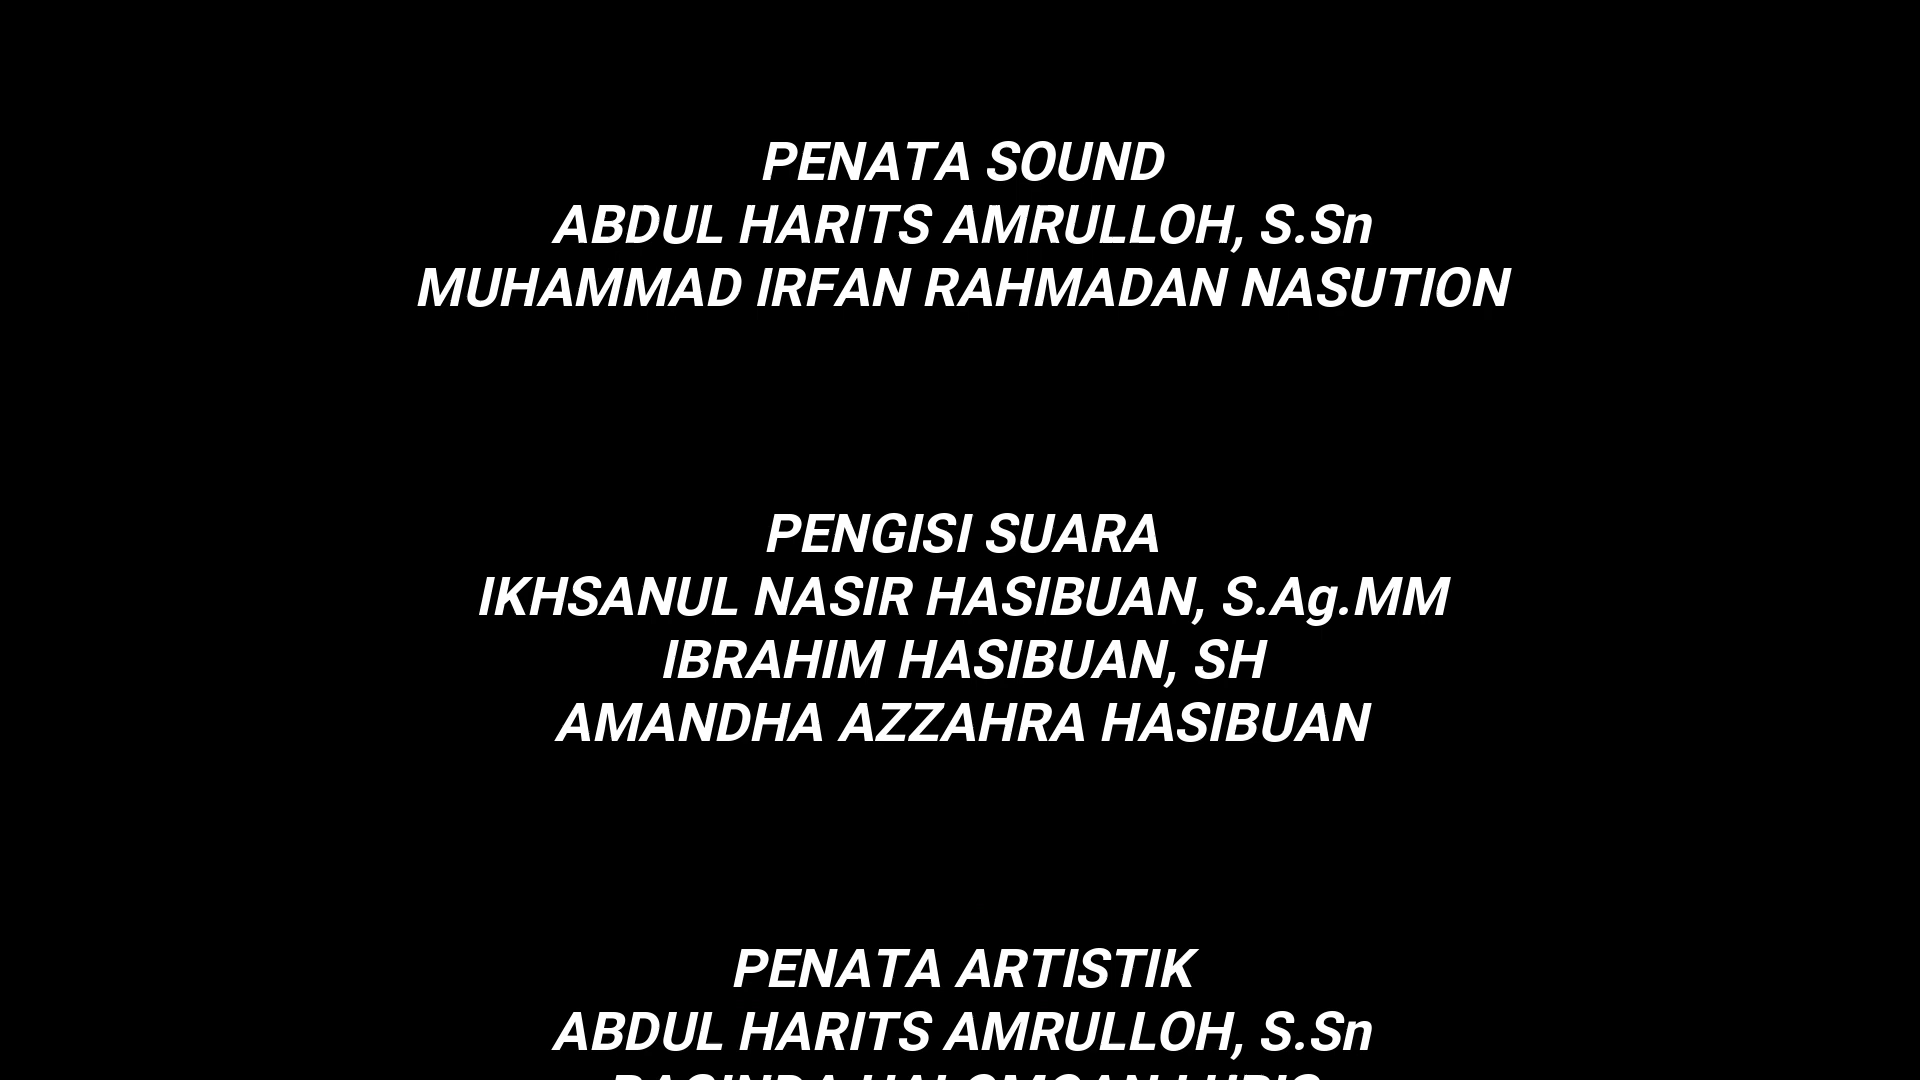 PENATA SOUND
ABDUL HARITS AMRULLOH, S.Sn
MUHAMMAD IRFAN RAHMADAN NASUTION
PENGISI SUARA
IKHSANUL NASIR HASIBUAN, S.Ag.MM
IBRAHIM HASIBUAN, SH
AMANDHA AZZAHRA HASIBUAN
PENATA ARTISTIK
ABDUL HARITS AMRULLOH, S.Sn